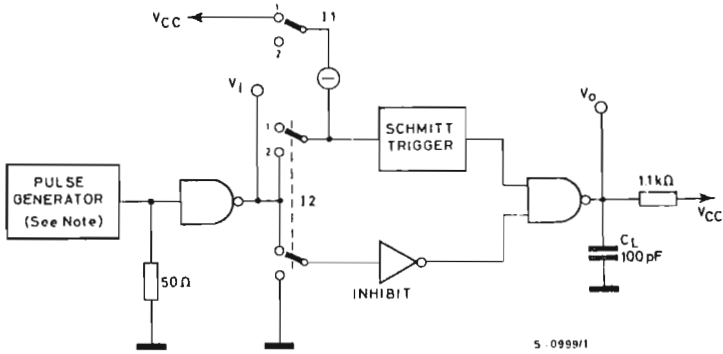 1
I1
VCC
2
Vi
Vo
1
2
SCHMITT
TRIGGER
PULSE
GENERATOR
(See Note)
I2
1.1kΩ
VCC
50Ω
INHIBIT
CL
100pF
5-0999/1